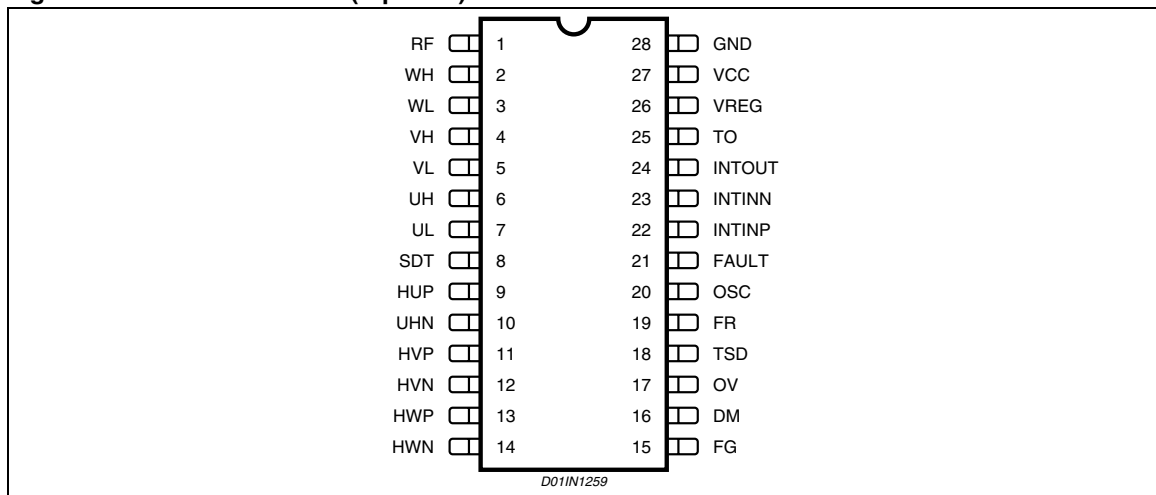 RF 1 28 GND
WH 2 27 VCC
WL 3 26 VREG
VH 4 25 TO
VL 5 24 INTOUT
UH 6 23 INTINN
UL 7 22 INTINP
SDT 8 21 FAULT
HUP 9 20 OSC
UHN 10 19 FR
HVP 11 18 TSD
HVN 12 17 OV
HWP 13 16 DM
HWN 14 15 FG
D01IN1259